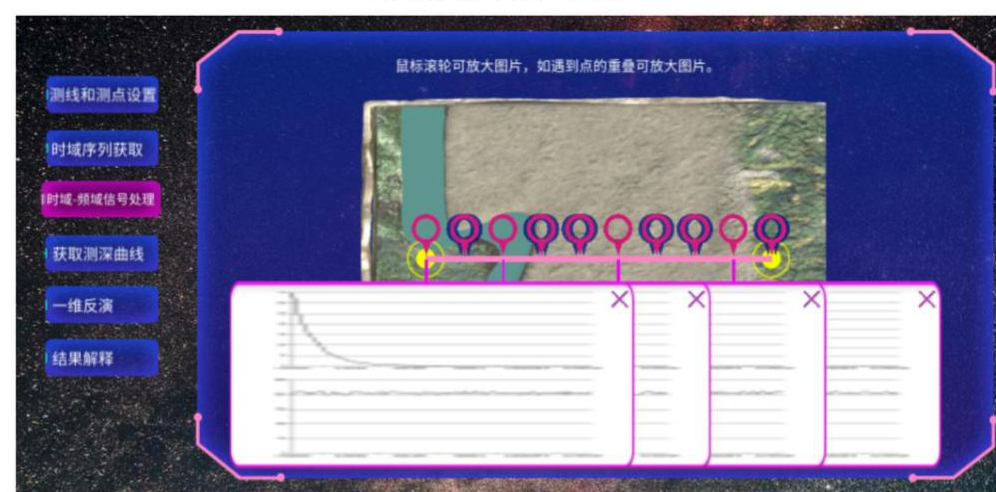 鼠标滚轮可放大图片，如遇到点的重叠可放大图片。
测线和测点设置
时域序列获取
时域-频域信号处理
获取测深曲线
一维反演
结果解释